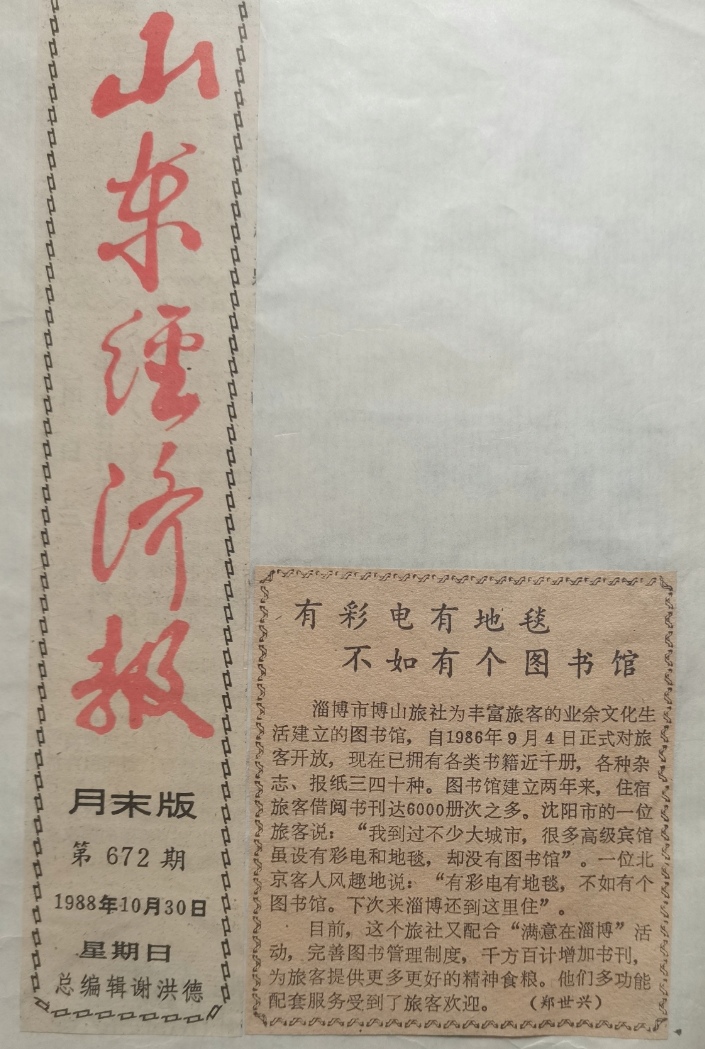 山东经济报
月末版
第672期
1988年10月30日
星期日
总编辑谢洪德
有彩电有地毯
不如有个图书馆
淄博市博山旅社为丰富旅客的业余文化生
活建立的图书馆，自1986年9月4日正式对旅
客开放，现在已拥有各类书籍近千册，各种杂
志、报纸三四十种。图书馆建立两年来，住宿
旅客借阅书刊达6000册次之多。沈阳市的一位
旅客说：“我到过不少大城市，很多高级宾馆
虽设有彩电和地毯，却没有图书馆”。一位北
京客人风趣地说：“有彩电有地毯，不如有个
图书馆。下次来淄博还到这里住”。
目前，这个旅社又配合“满意在淄博”活
动，完善图书管理制度，千方百计增加书刊，
为旅客提供更多更好的精神食粮。他们多功能
配套服务受到了旅客欢迎。 （郑世兴）